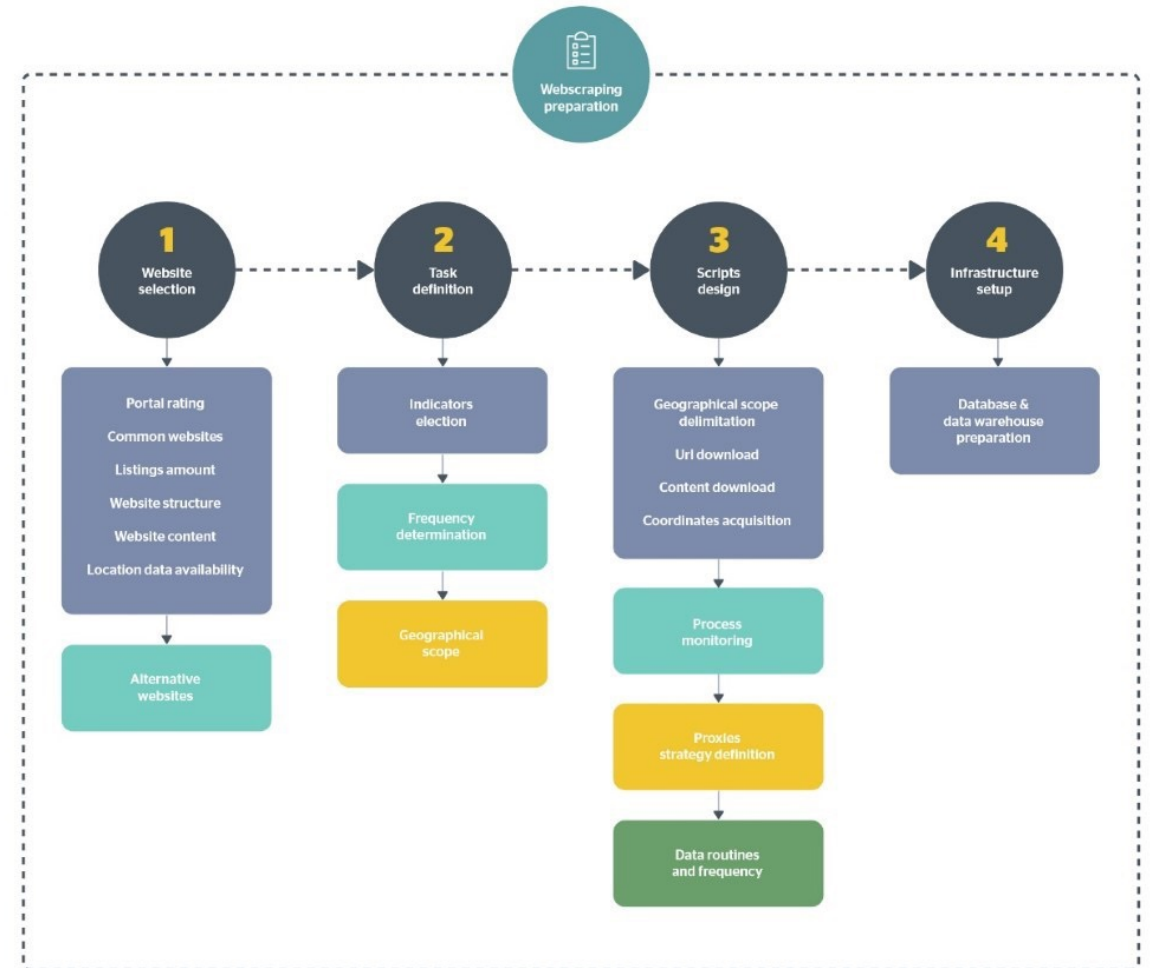 Webscraping
preparation
1
Website
selection
2
Task
definition
3
Scripts
design
4
Infrastructure
setup
Portal rating
Common websites
Listings amount
Website structure
Website content
Location data availability
Alternative
websites
Indicators
election
Frequency
determination
Geographical
scope
Geographical scope
delimitation
Url download
Content download
Coordinates acquisition
Process
monitoring
Proxies
strategy definition
Data routines
and frequency
Database &
data warehouse
preparation